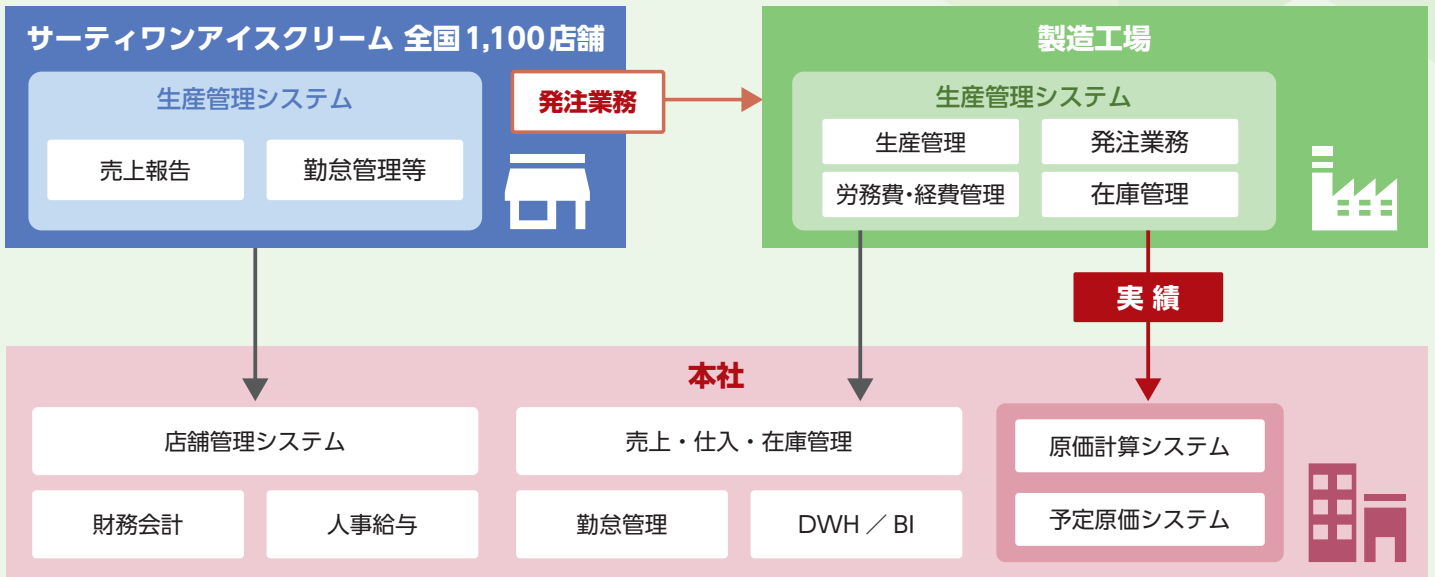 サーティワンアイスクリーム 全国1,100店舗
生産管理システム
売上報告
勤怠管理等
発注業務
製造工場
生産管理システム
生産管理
発注業務
労務費・経費管理
在庫管理
実績
本社
店舗管理システム
財務会計
人事給与
売上・仕入・在庫管理
勤怠管理
DWH ／ BI
原価計算システム
予定原価システム